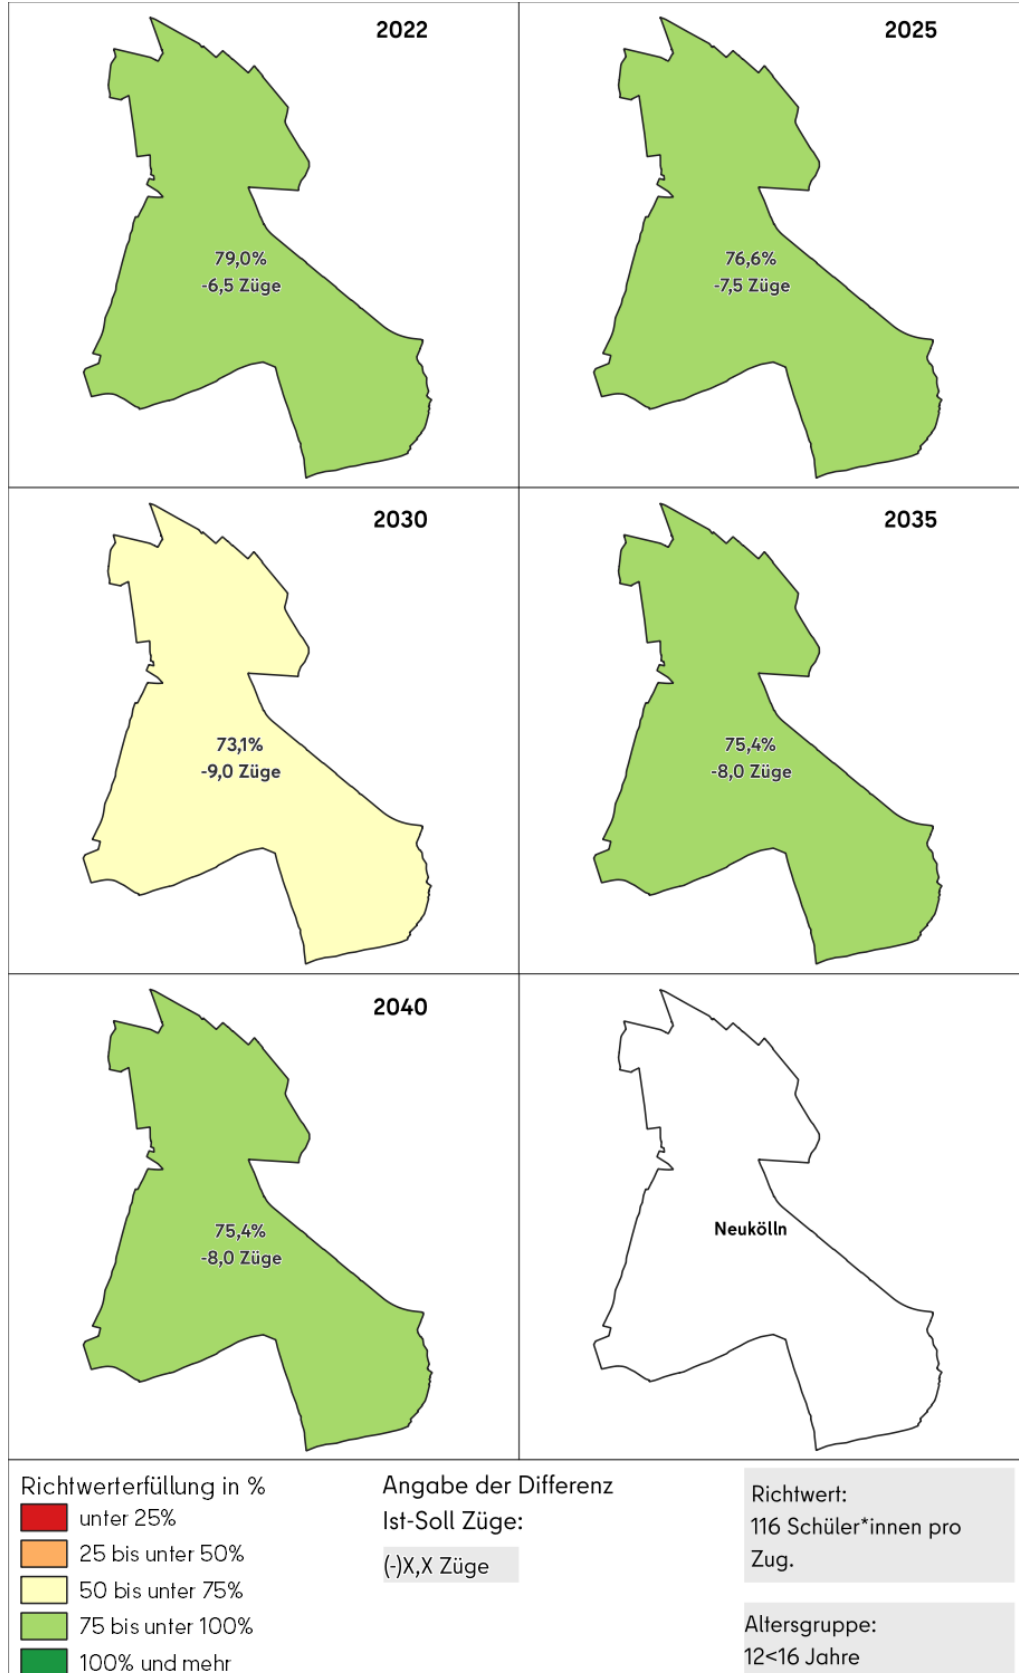 2022
79,0%
-6,5 Züge
2025
76,6%
-7,5 Züge
2030
73,1%
-9,0 Züge
2035
75,4%
-8,0 Züge
2040
75,4%
-8,0 Züge
Neukölln
Richtwerterfüllung in %
unter 25%
25 bis unter 50%
50 bis unter 75%
75 bis unter 100%
100% und mehr
Angabe der Differenz
Ist-Soll Züge:
(-)X,X Züge
Richtwert:
116 Schüler*innen pro
Zug.
Altersgruppe:
12<16 Jahre